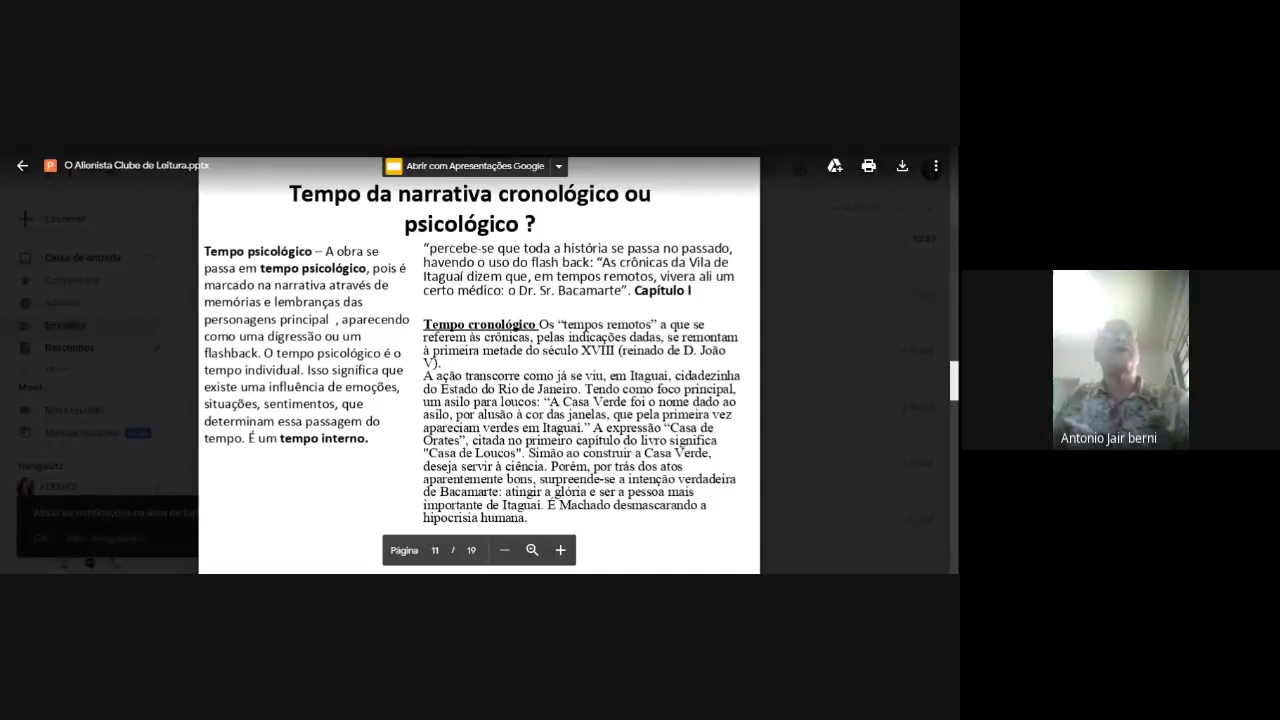 O Alienista Clube de Leitura.pptx
Abrir com Apresentações Google
Tempo da narrativa cronológico ou
psicológico ?
Tempo psicológico – A obra se
passa em tempo psicológico, pois é
marcado na narrativa através de
memórias e lembranças das
personagens principal , aparecendo
como uma digressão ou um
flashback. O tempo psicológico é o
tempo individual. Isso significa que
existe uma influência de emoções,
situações, sentimentos, que
determinam essa passagem do
tempo. É um tempo interno.
“percebe-se que toda a história se passa no passado,
havendo o uso do flash back: “As crônicas da Vila de
Itaguaí dizem que, em tempos remotos, vivera ali um
certo médico: o Dr. Sr. Bacamarte”. Capítulo I
Tempo cronológico Os “tempos remotos” a que se
referem às crônicas, pelas indicações dadas, se remontam
à primeira metade do século XVIII (reinado de D. João
V).
A ação transcorre como já se viu, em Itaguaí, cidadezinha
do Estado do Rio de Janeiro. Tendo como foco principal,
um asilo para loucos: “A Casa Verde foi o nome dado ao
asilo, por alusão à cor das janelas, que pela primeira vez
apareciam verdes em Itaguaí.” A expressão “Casa de
Orates”, citada no primeiro capítulo do livro significa
"Casa de Loucos". Simão ao construir a Casa Verde,
deseja servir à ciência. Porém, por trás dos atos
aparentemente bons, surpreende-se a intenção verdadeira
de Bacamarte: atingir a glória e ser a pessoa mais
importante de Itaguaí. É Machado desmascarando a
hipocrisia humana.
Página 11 / 19
Escrever
Caixa de entrada
Meet
Nova reunião
Hangouts
Antonio Jair berni